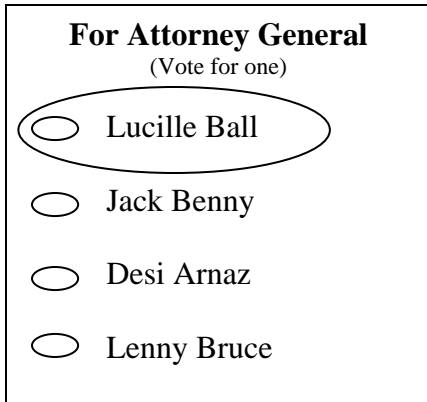 For Attorney General
(Vote for one)
Lucille Ball
Jack Benny
Desi Arnaz
Lenny Bruce